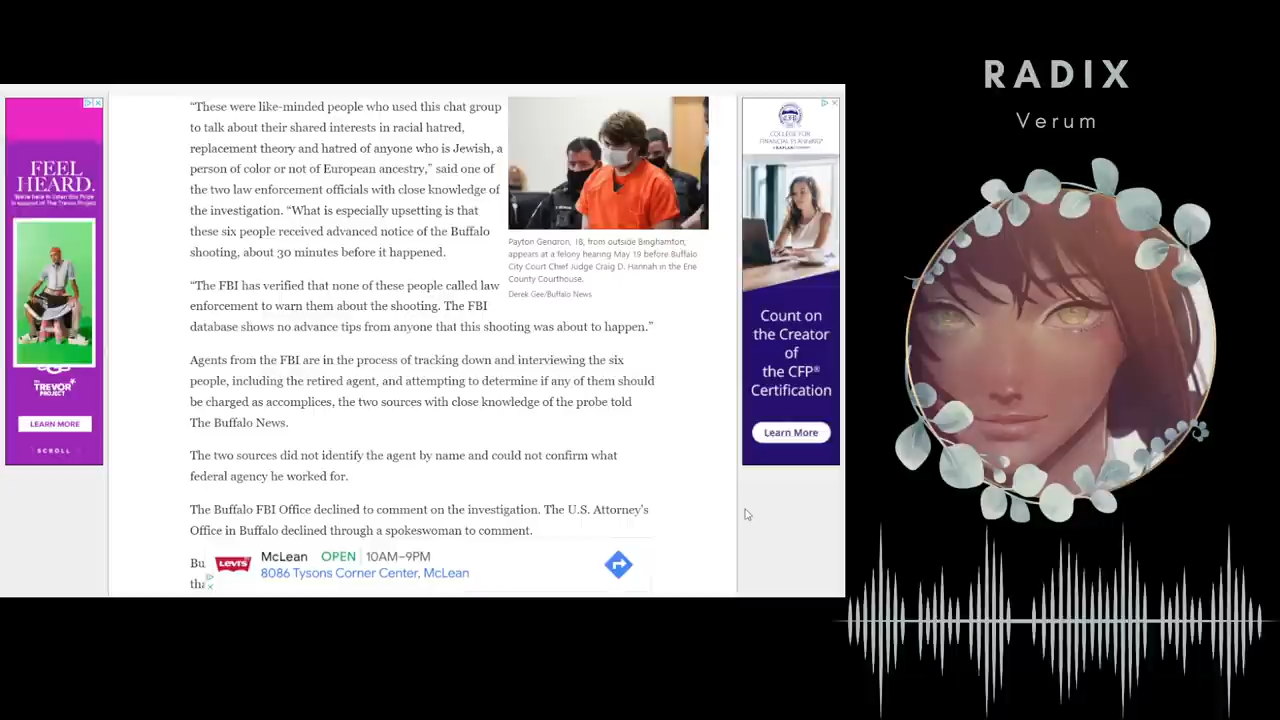 RADIX
Verum
FEEL
HEARD.
LEARN MORE
SCROLL
THE
TREVOR
PROJECT
“These were like-minded people who used this chat group
to talk about their shared interests in racial hatred,
replacement theory and hatred of anyone who is Jewish, a
person of color or not of European ancestry,” said one of
the two law enforcement officials with close knowledge of
the investigation. “What is especially upsetting is that
these six people received advanced notice of the Buffalo
shooting, about 30 minutes before it happened.
“The FBI has verified that none of these people called law
enforcement to warn them about the shooting. The FBI
database shows no advance tips from anyone that this shooting was about to happen.”
Agents from the FBI are in the process of tracking down and interviewing the six
people, including the retired agent, and attempting to determine if any of them should
be charged as accomplices, the two sources with close knowledge of the probe told
The Buffalo News.
The two sources did not identify the agent by name and could not confirm what
federal agency he worked for.
The Buffalo FBI Office declined to comment on the investigation. The U.S. Attorney's
Office in Buffalo declined through a spokeswoman to comment.
Bu
tha
Payton Gendron, 18, from outside Binghamton,
appears at a felony hearing May 19 before Buffalo
City Court Chief Judge Craig D. Hannah in the Erie
County Courthouse.
Derek Gee/Buffalo News
LEVI'S
McLean OPEN 10AM–9PM
8086 Tysons Corner Center, McLean
COLLEGE FOR
FINANCIAL PLANNING
Count on
the Creator
of
the CFP®
Certification
Learn More